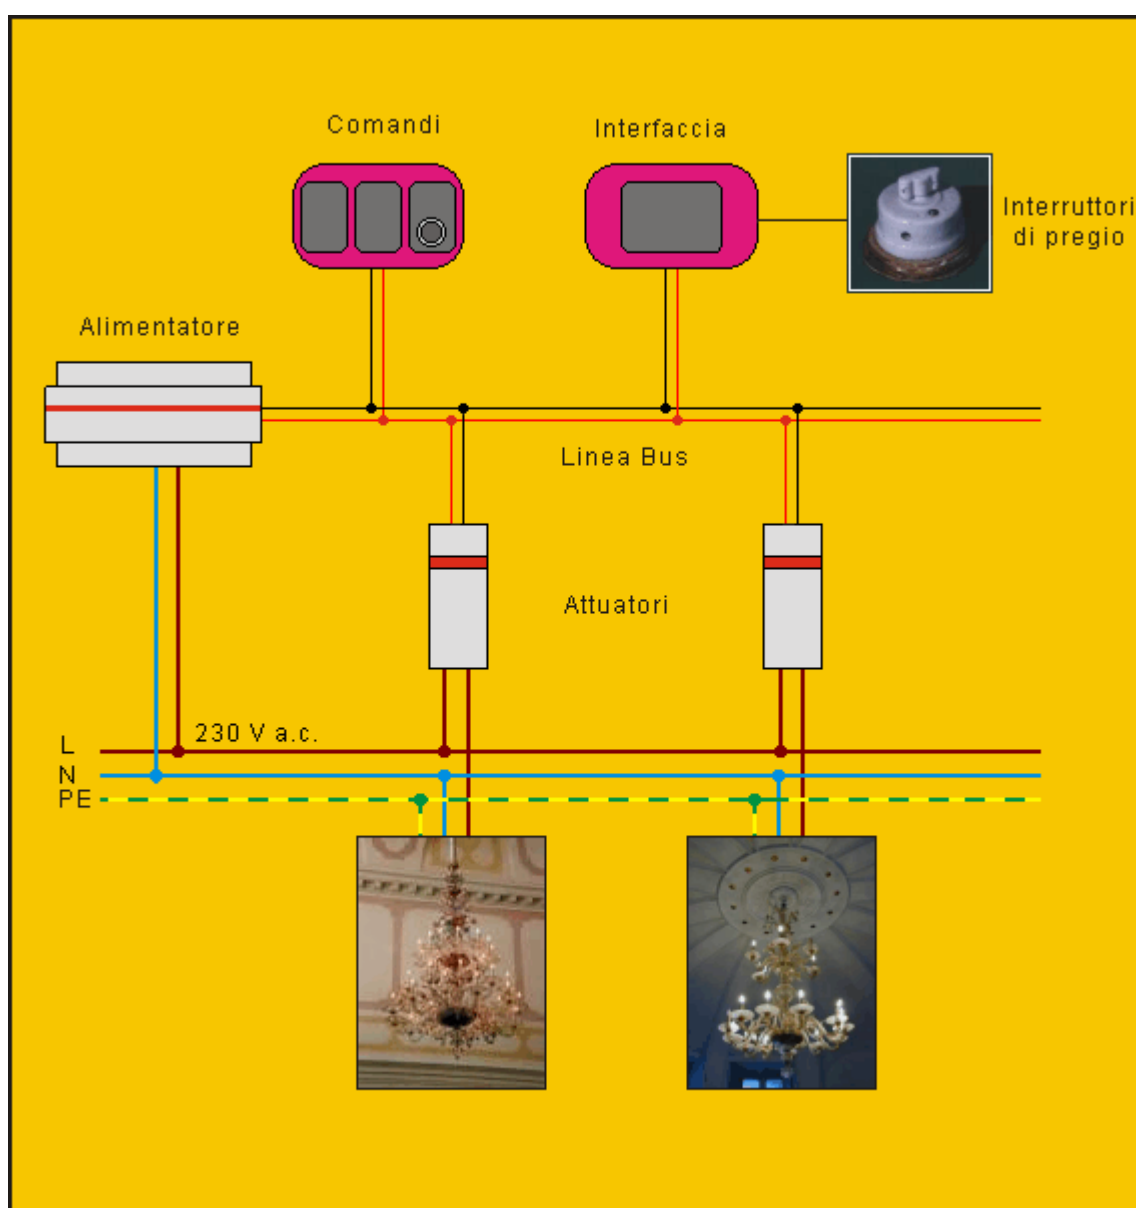 Comandi
Interfaccia
Interruttori
di pregio
Alimentatore
Linea Bus
Attuatori
230 V a.c.
L
N
PE